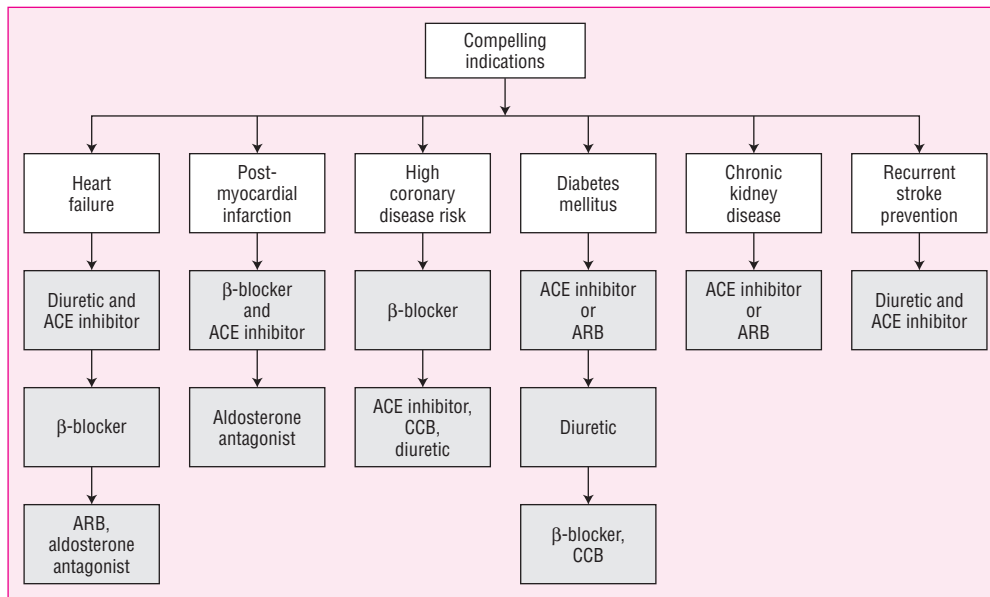 Compelling
indications
Heart
failure
Post-
myocardial
infarction
High
coronary
disease risk
Diabetes
mellitus
Chronic
kidney
disease
Recurrent
stroke
prevention
Diuretic and
ACE inhibitor
β-blocker
and
ACE inhibitor
β-blocker
ACE inhibitor
or
ARB
ACE inhibitor
or
ARB
Diuretic and
ACE inhibitor
β-blocker
Aldosterone
antagonist
ACE inhibitor,
CCB,
diuretic
Diuretic
ARB,
aldosterone
antagonist
β-blocker,
CCB